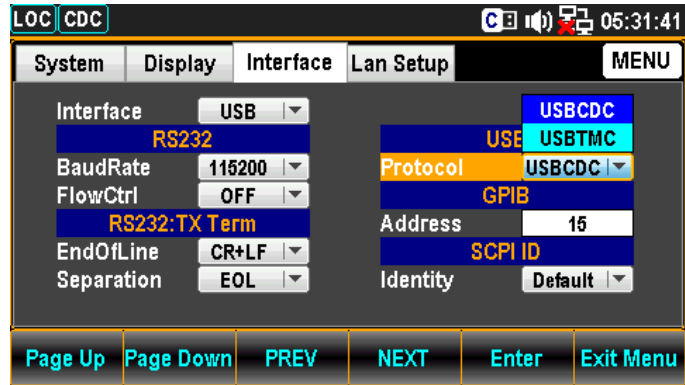 LOC CDC C 05:31:41
System Display Interface Lan Setup MENU
Interface USB
RS232
BaudRate 115200
FlowCtrl OFF
RS232:TX Term
EndOfLine CR+LF
Separation EOL
USBCDC
USBTMC
Protocol USBCDC
GPIB
Address 15
SCPI ID
Identity Default
Page Up Page Down PREV NEXT Enter Exit Menu